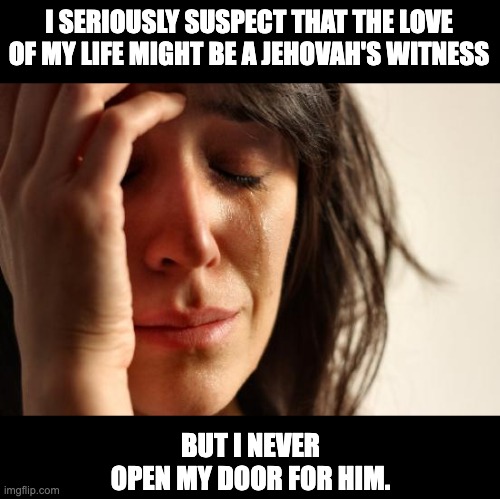 I SERIOUSLY SUSPECT THAT THE LOVE
OF MY LIFE MIGHT BE A JEHOVAH'S WITNESS
BUT I NEVER
OPEN MY DOOR FOR HIM.
imgflip.com